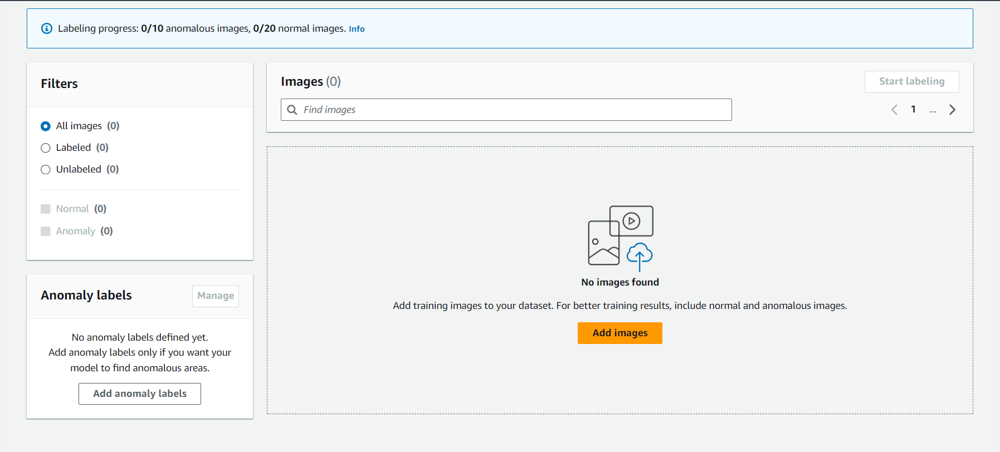 Labeling progress: 0/10 anomalous images, 0/20 normal images. Info
Filters
All images (0)
Labeled (0)
Unlabeled (0)
Normal (0)
Anomaly (0)
Anomaly labels
Manage
No anomaly labels defined yet.
Add anomaly labels only if you want your
model to find anomalous areas.
Add anomaly labels
Images (0)
Start labeling
Find images
1 ...
No images found
Add training images to your dataset. For better training results, include normal and anomalous images.
Add images